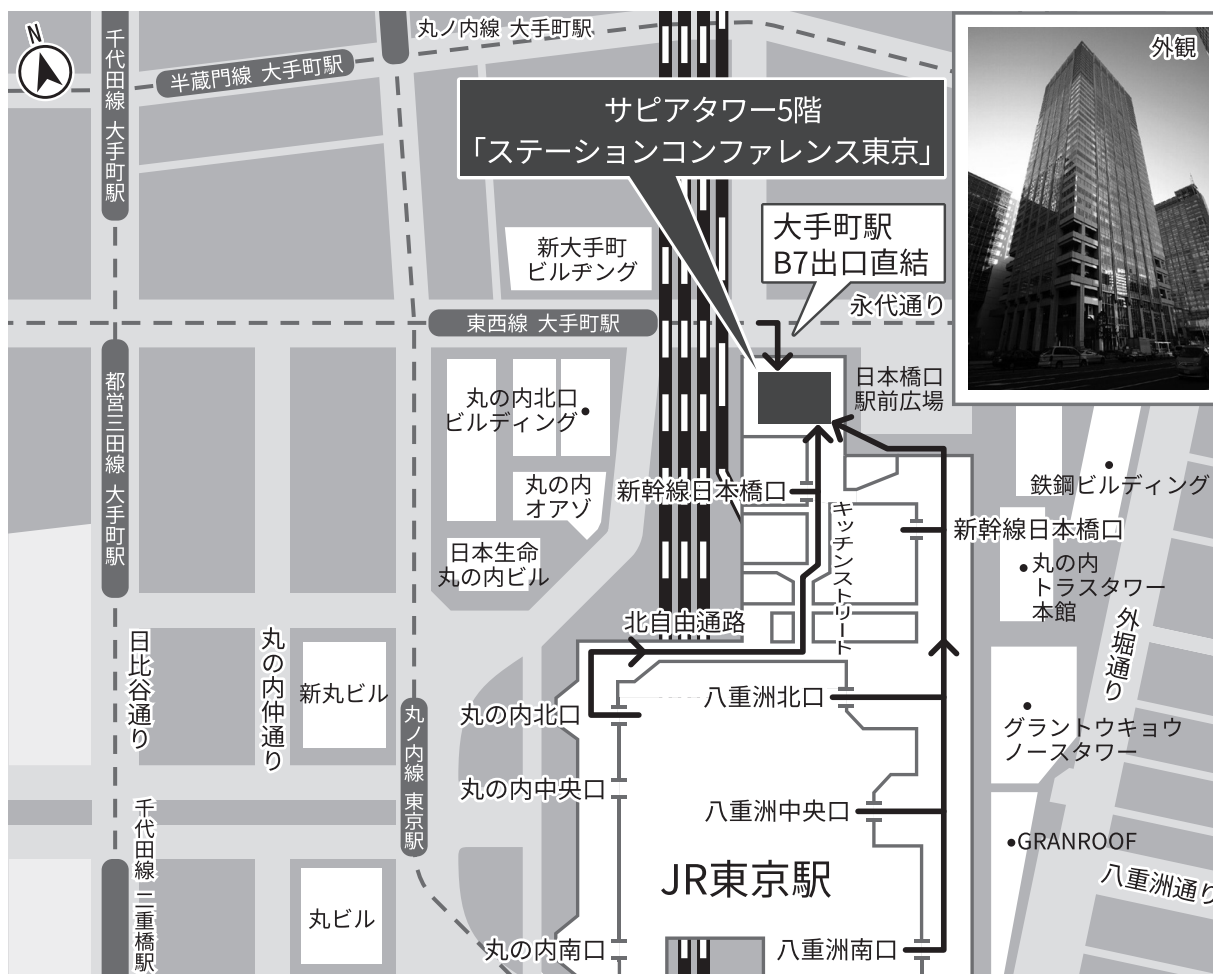 N
千代田線 大手町駅
半蔵門線 大手町駅
丸ノ内線 大手町駅
外観
サピアタワー5階
「ステーションコンファレンス東京」
大手町駅
B7出口直結
新大手町
ビルヂング
永代通り
東西線 大手町駅
都営三田線 大手町駅
丸の内北口
ビルディング
日本橋口
駅前広場
丸の内
オアゾ
新幹線日本橋口
キッチンストリート
鉄鋼ビルディング
新幹線日本橋口
日本生命
丸の内ビル
丸の内
トラスタワー
本館
北自由通路
外堀通り
日比谷通り
丸の内仲通り
新丸ビル
丸ノ内線 東京駅
丸の内北口
八重洲北口
グラントウキョウ
ノースタワー
丸の内中央口
八重洲中央口
千代田線 二重橋駅
GRANROOF
JR東京駅
八重洲通り
丸ビル
丸の内南口
八重洲南口